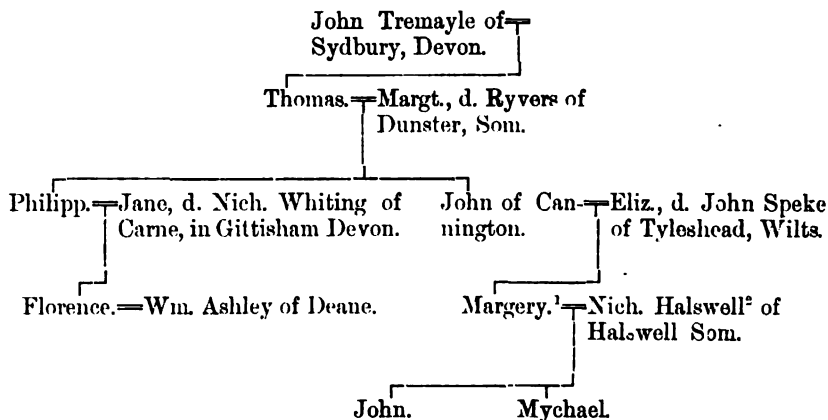 John Tremayle of
Sydbury, Devon.
Thomas. Margt., d. Ryvers of
Dunster, Som.
Philipp. Jane, d. Nich. Whiting of John of Can- Eliz., d. John Speke
Carne, in Gittisham Devon. nington. of Tyleshead, Wilts.
Florence. Wm. Ashley of Deane. Margery.¹ Nich. Halswell² of
Halswell Som.
John. Mychael.